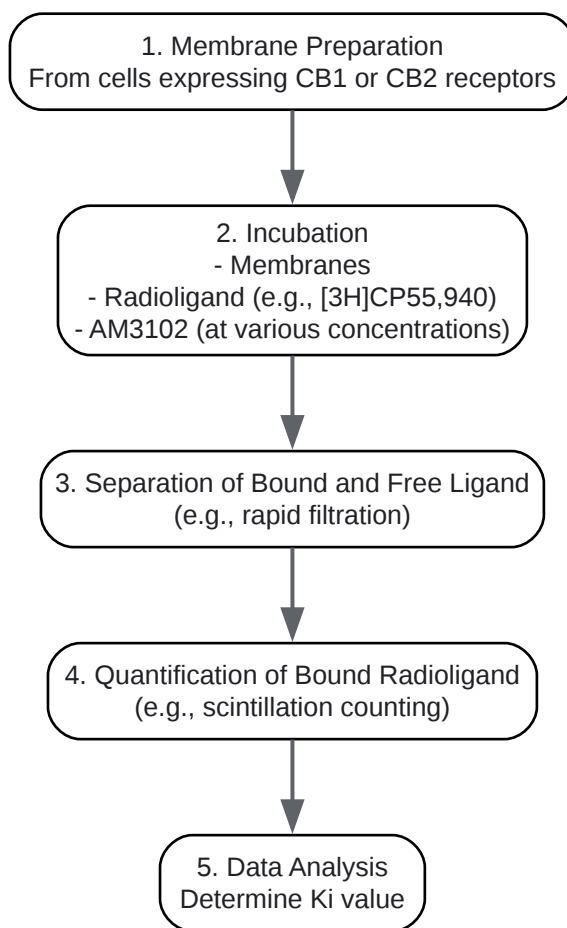 1. Membrane Preparation
From cells expressing CB1 or CB2 receptors
2. Incubation
- Membranes
- Radioligand (e.g., [3H]CP55,940)
- AM3102 (at various concentrations)
3. Separation of Bound and Free Ligand
(e.g., rapid filtration)
4. Quantification of Bound Radioligand
(e.g., scintillation counting)
5. Data Analysis
Determine Ki value